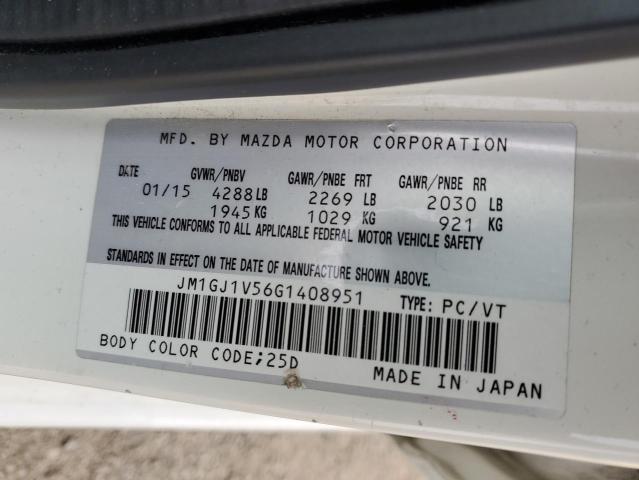 MFD. BY MAZDA MOTOR CORPORATION
DATE GVWR/PNBV GAWR/PNBE FRT GAWR/PNBE RR
01/15 4288LB 2269 LB 2030 LB
1945KG 1029 KG 921 KG
THIS VEHICLE CONFORMS TO ALL APPLICABLE FEDERAL MOTOR VEHICLE SAFETY
STANDARDS IN EFFECT ON THE DATE OF MANUFACTURE SHOWN ABOVE.
JM1GJ1V56G1408951 TYPE: PC/VT
BODY COLOR CODE;25D MADE IN JAPAN